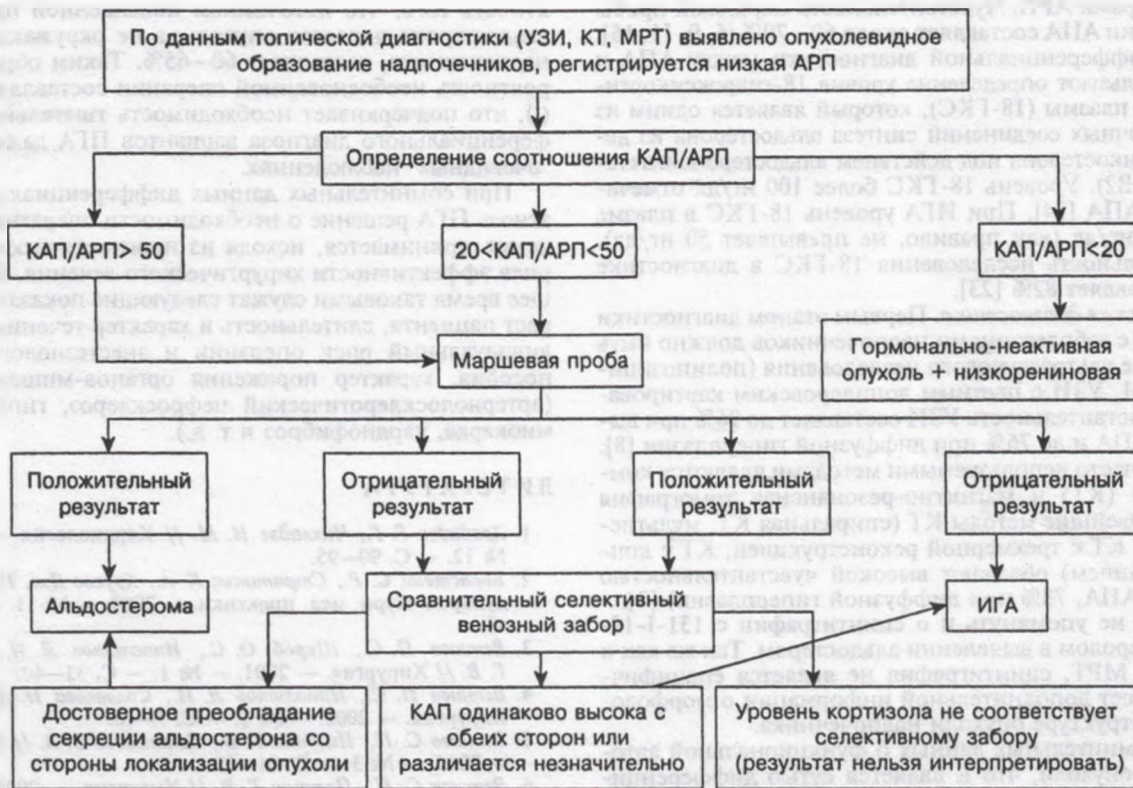 По данным топической диагностики (УЗИ, КТ, МРТ) выявлено опухолевидное
образование надпочечников, регистрируется низкая АРП
Определение соотношения КАП/АРП
КАП/АРП> 50
20<КАП/АРП<50
КАП/АРП<20
Маршевая проба
Гормонально-неактивная
опухоль + низкорениновая
Положительный
результат
Отрицательный
результат
Положительный
результат
Отрицательный
результат
Альдостерома
Сравнительный селективный
венозный забор
ИГА
Достоверное преобладание
секреции альдостерона со
стороны локализации опухоли
КАП одинаково высока с
обеих сторон или
различается незначительно
Уровень К не соответствует
селективному забору
(результат нельзя интерпретировать)